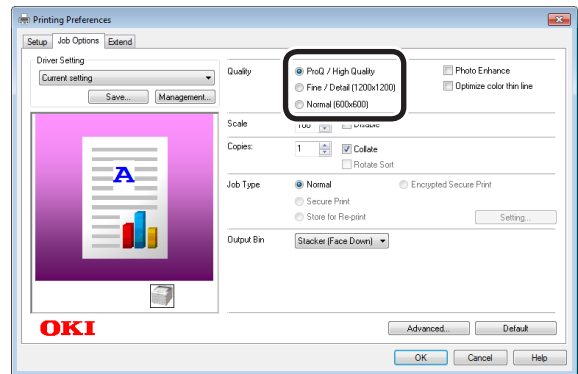 Printing Preferences
Setup Job Options Extend
Driver Setting
Current setting
Save... Management...
Quality
ProQ / High Quality
Fine / Detail (1200x1200)
Normal (600x600)
Photo Enhance
Optimize color thin line
Scale
100 Disable
Copies:
1 Collate
Rotate Sort
Job Type
Normal Encrypted Secure Print
Secure Print
Store for Re-print Setting...
Output Bin
Stacker (Face Down)
A
OKI
Advanced... Default
OK Cancel Help